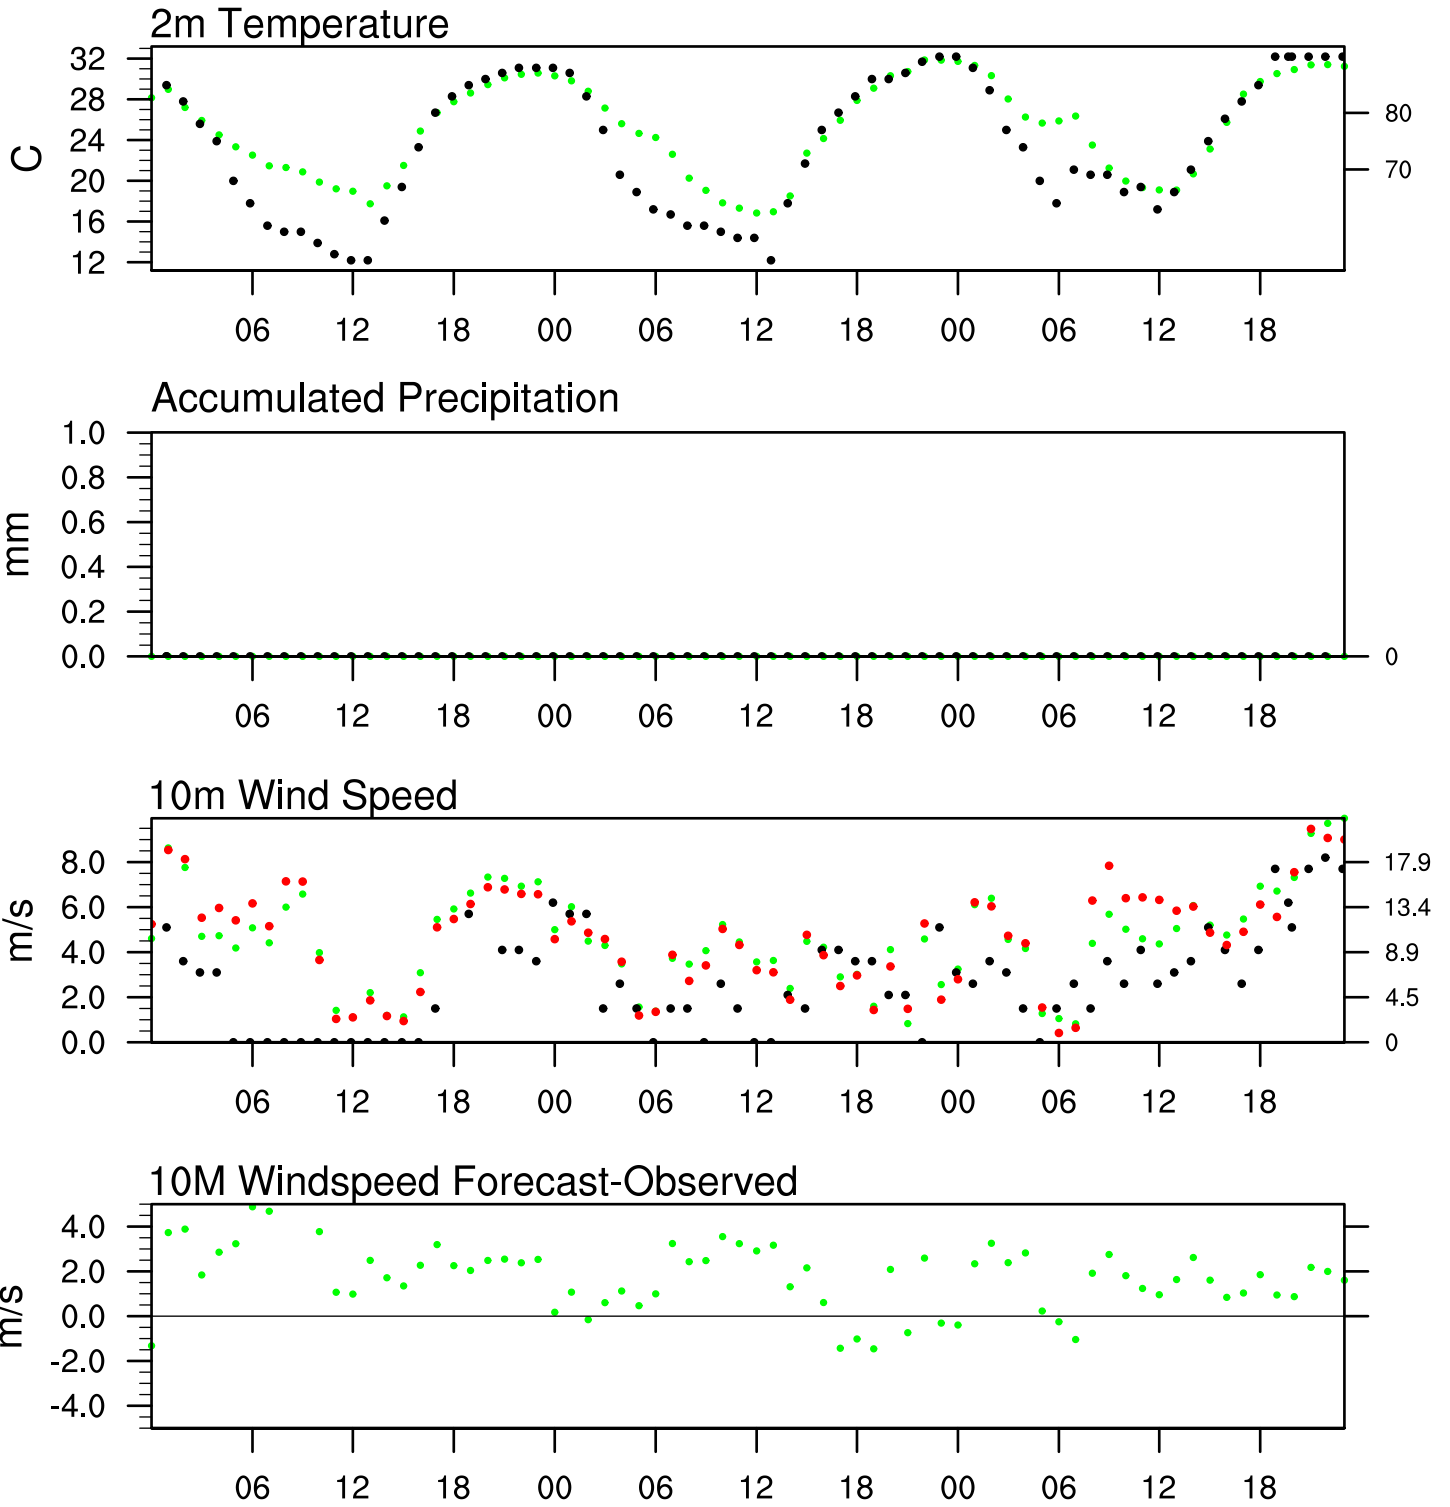 2m Temperature
32
28
24
20
16
12
C
80
70
06 12 18 00 06 12 18 00 06 12 18
Accumulated Precipitation
1.0
0.8
0.6
0.4
0.2
0.0
mm
0
06 12 18 00 06 12 18 00 06 12 18
10m Wind Speed
8.0
6.0
4.0
2.0
0.0
m/s
17.9
13.4
8.9
4.5
0
06 12 18 00 06 12 18 00 06 12 18
10M Windspeed Forecast-Observed
4.0
2.0
0.0
-2.0
-4.0
m/s
06 12 18 00 06 12 18 00 06 12 18